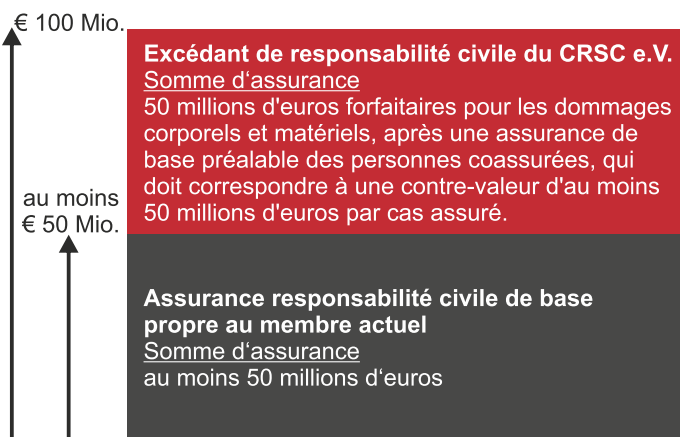 € 100 Mio.
Excédant de responsabilité civile du CRSC e.V.
Somme d‘assurance
50 millions d'euros forfaitaires pour les dommages
corporels et matériels, après une assurance de
base préalable des personnes coassurées, qui
doit correspondre à une contre-valeur d'au moins
50 millions d'euros par cas assuré.
au moins
€ 50 Mio.
Assurance responsabilité civile de base
propre au membre actuel
Somme d‘assurance
au moins 50 millions d‘euros